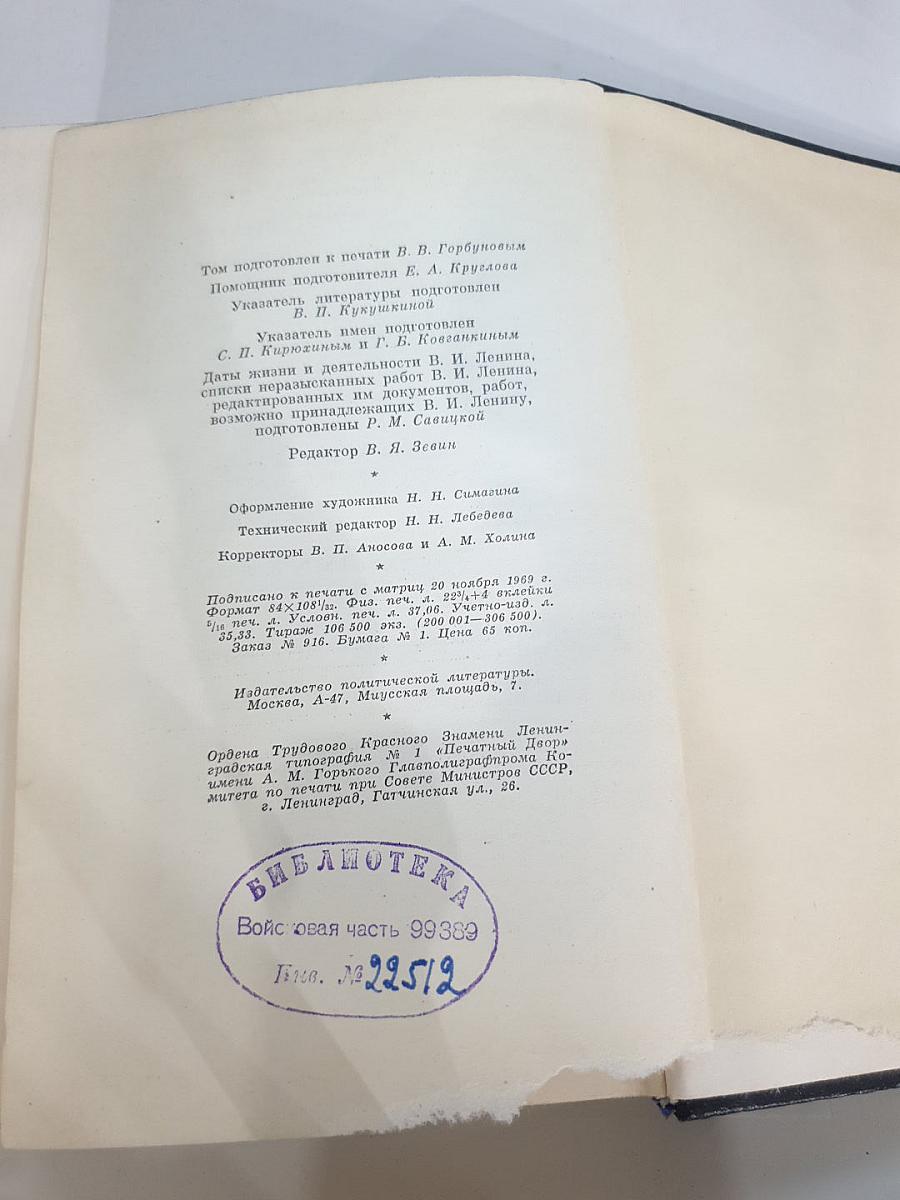 Том подготовлен к печати В. В. Горбуновым
Помощник подготовителя Е. А. Круглова
Указатель литературы подготовлен
В. П. Кукушкиной
Указатель имен подготовлен
С. П. Кирюхиным и Г. Б. Ковганкиным
Даты жизни и деятельности В. И. Ленина,
списки неразысканных работ В. И. Ленина,
редактированных им документов, работ,
возможно принадлежащих В. И. Ленину,
подготовлены Р. М. Савицкой
Редактор В. Я. Зевин
*
Оформление художника Н. Н. Симагина
Технический редактор Н. Н. Лебедева
Корректоры В. П. Аносова и А. М. Холина
*
Подписано к печати с матриц 20 ноября 1969 г.
Формат 84×108¹/₃₂. Физ. печ. л. 22³/₄+4 вклейки
⁵/₁₆ печ. л. Условн. печ. л. 37,06. Учетно-изд. л.
35,33. Тираж 106 500 экз. (200 001—306 500).
Заказ № 916. Бумага № 1. Цена 65 коп.
*
Издательство политической литературы.
Москва, А-47, Миусская площадь, 7.
*
Ордена Трудового Красного Знамени Ленин-
градская типография № 1 «Печатный Двор»
имени А. М. Горького Главполиграфпрома Ко-
митета по печати при Совете Министров СССР,
г. Ленинград, Гатчинская ул., 26.
БИБЛИОТЕКА
Войсковая часть 99389
Инв. № 22512